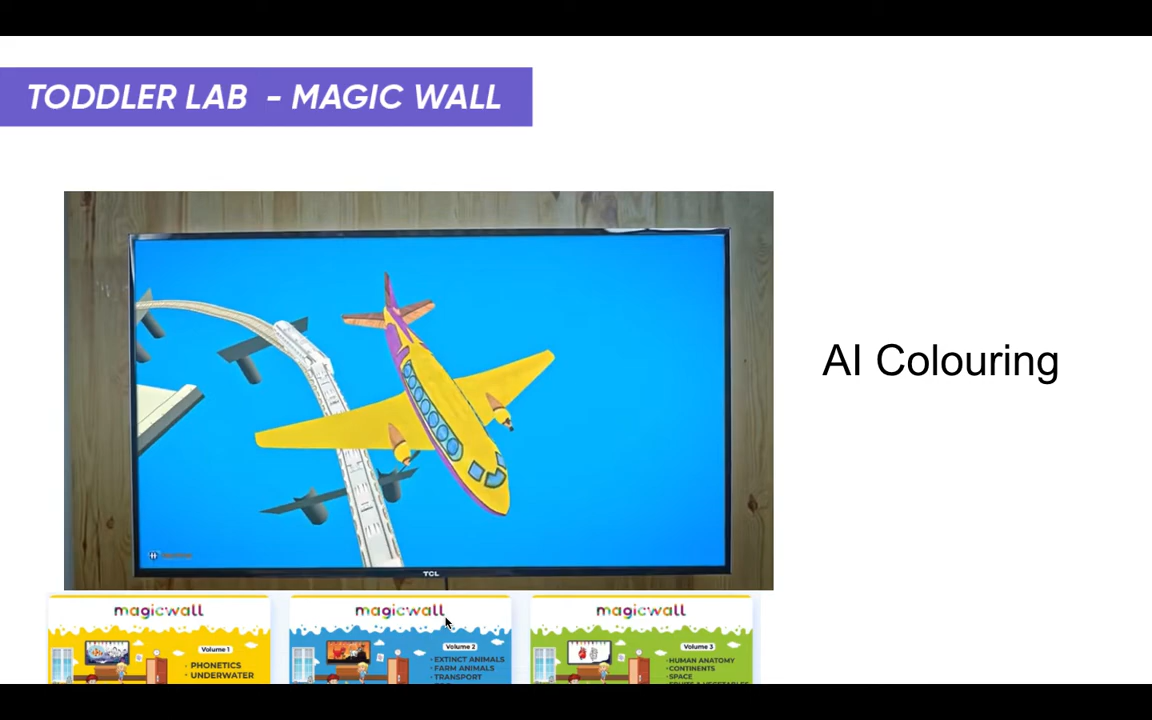 TODDLER LAB - MAGIC WALL
AI Colouring
TCL
magicwall
Volume 1
• PHONETICS
• UNDERWATER
magicwall
Volume 2
• EXTINCT ANIMALS
• FARM ANIMALS
• TRANSPORT
magicwall
Volume 3
• HUMAN ANATOMY
• CONTINENTS
• SPACE